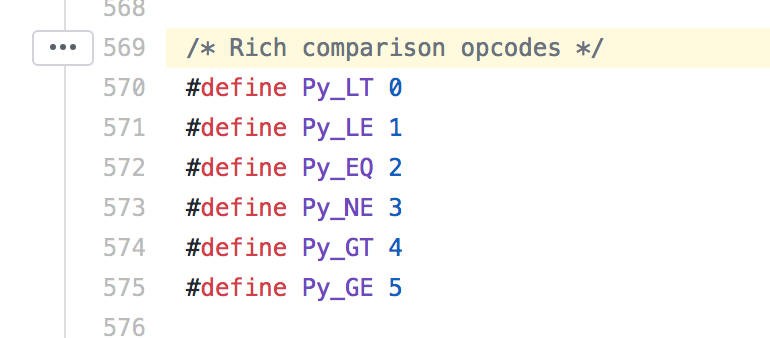 568
••• 569 /* Rich comparison opcodes */
570 #define Py_LT 0
571 #define Py_LE 1
572 #define Py_EQ 2
573 #define Py_NE 3
574 #define Py_GT 4
575 #define Py_GE 5
576